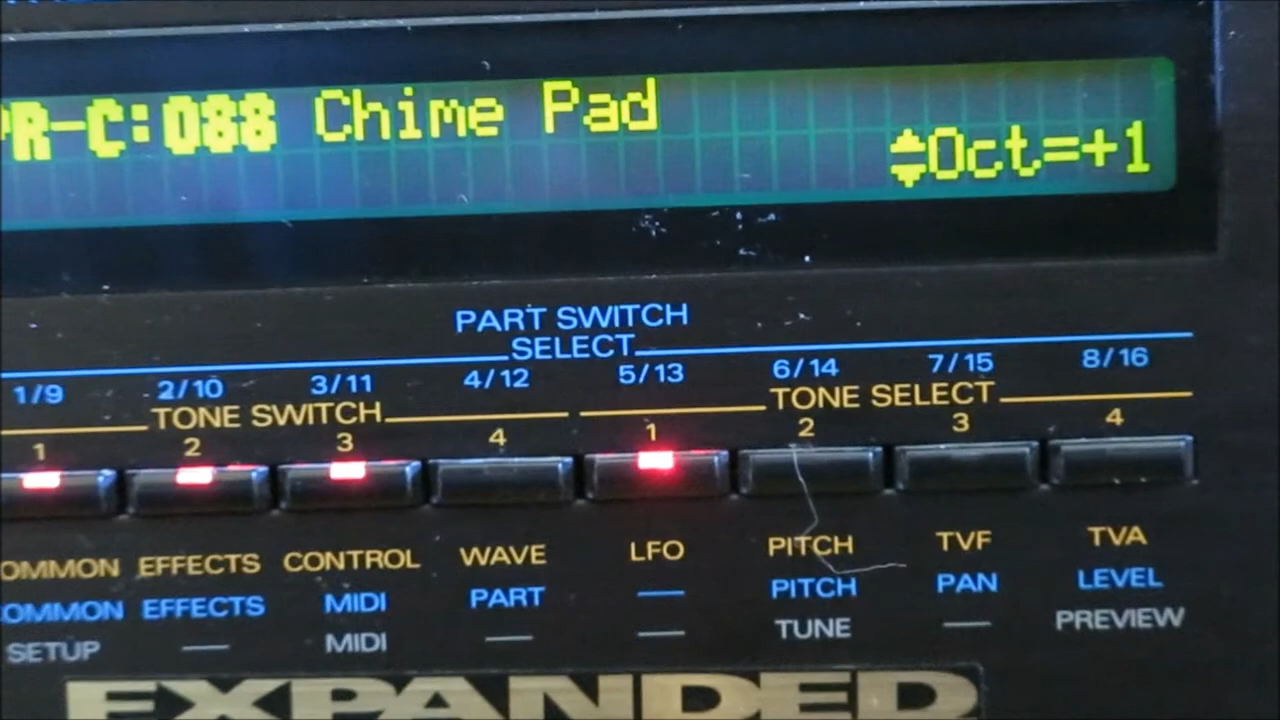 PR-C:088 Chime Pad
Oct=+1
PART SWITCH
SELECT
1/9 2/10 3/11 4/12 5/13 6/14 7/15 8/16
TONE SWITCH TONE SELECT
1 2 3 4 1 2 3 4
OMMON EFFECTS CONTROL WAVE LFO PITCH TVF TVA
OMMON EFFECTS MIDI PART — PITCH PAN LEVEL
SETUP — MIDI — — TUNE — PREVIEW
EXPANDED